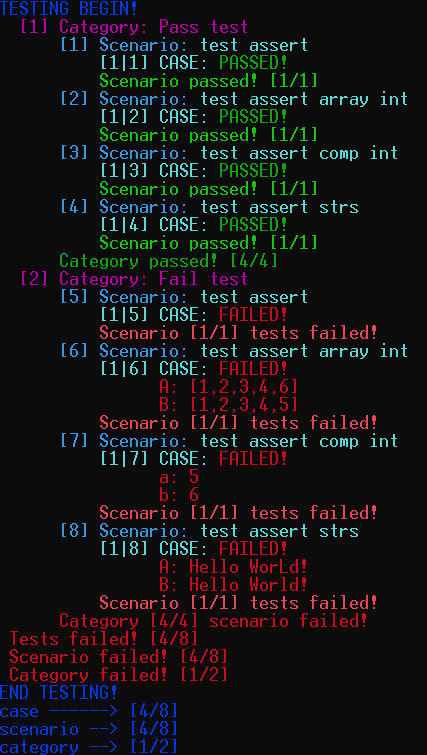 TESTING BEGIN!
[1] Category: Pass test
[1] Scenario: test assert
[1|1] CASE: PASSED!
Scenario passed! [1/1]
[2] Scenario: test assert array int
[1|2] CASE: PASSED!
Scenario passed! [1/1]
[3] Scenario: test assert comp int
[1|3] CASE: PASSED!
Scenario passed! [1/1]
[4] Scenario: test assert strs
[1|4] CASE: PASSED!
Scenario passed! [1/1]
Category passed! [4/4]
[2] Category: Fail test
[5] Scenario: test assert
[1|5] CASE: FAILED!
Scenario [1/1] tests failed!
[6] Scenario: test assert array int
[1|6] CASE: FAILED!
A: [1,2,3,4,6]
B: [1,2,3,4,5]
Scenario [1/1] tests failed!
[7] Scenario: test assert comp int
[1|7] CASE: FAILED!
a: 5
b: 6
Scenario [1/1] tests failed!
[8] Scenario: test assert strs
[1|8] CASE: FAILED!
A: Hello WorLd!
B: Hello World!
Scenario [1/1] tests failed!
Category [4/4] scenario failed!
Tests failed! [4/8]
Scenario failed! [4/8]
Category failed! [1/2]
END TESTING!
case ------> [4/8]
scenario --> [4/8]
category --> [1/2]